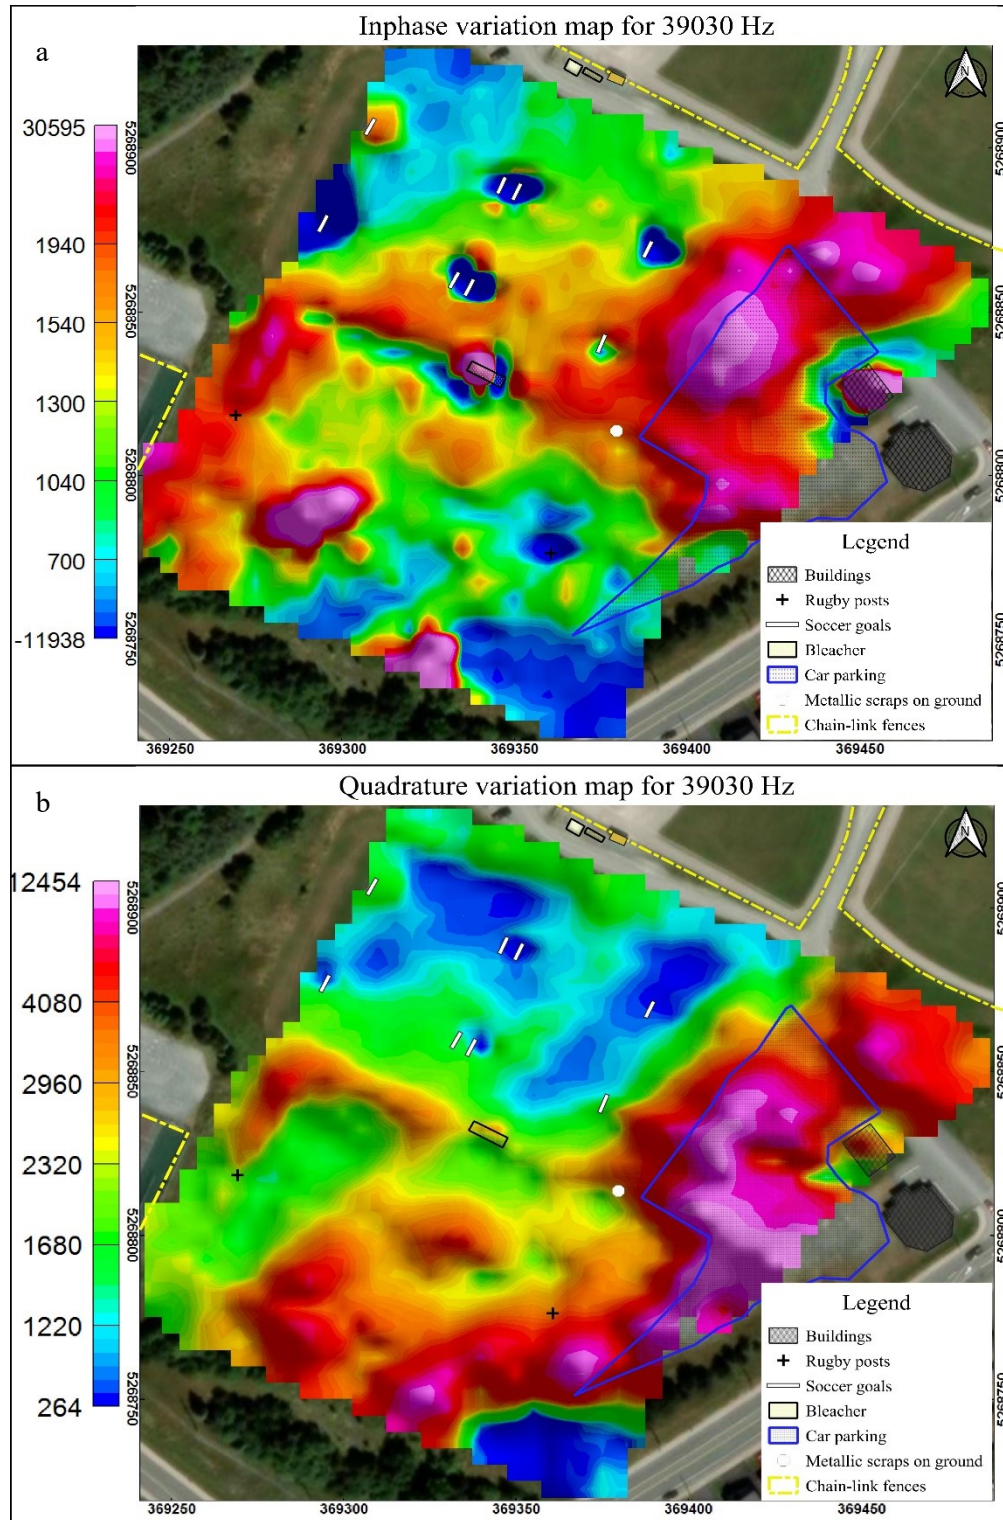 Inphase variation map for 39030 Hz
a
N
30595
1940
1540
1300
1040
700
-11938
5268900
5268850
5268800
5268750
5268900
5268850
5268800
5268750
Legend
Buildings
Rugby posts
Soccer goals
Bleacher
Car parking
Metallic scraps on ground
Chain-link fences
369250
369300
369350
369400
369450
Quadrature variation map for 39030 Hz
b
N
12454
4080
2960
2320
1680
1220
264
5268900
5268850
5268800
5268750
5268900
5268850
5268800
5268750
Legend
Buildings
Rugby posts
Soccer goals
Bleacher
Car parking
Metallic scraps on ground
Chain-link fences
369250
369300
369350
369400
369450